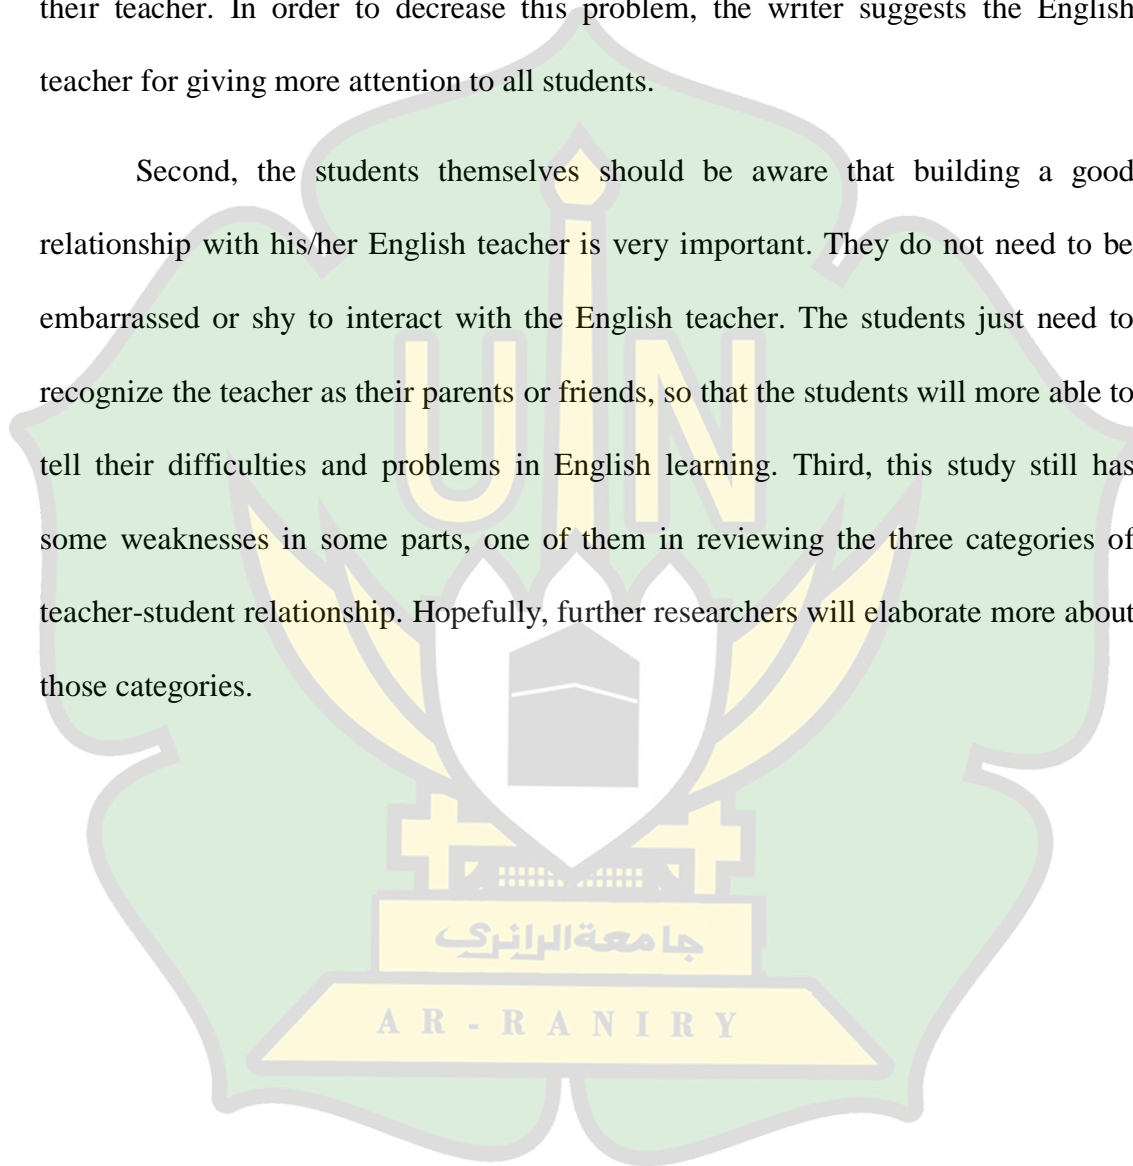 their teacher. In order to decrease this problem, the writer suggests the English
teacher for giving more attention to all students.
Second, the students themselves should be aware that building a good
relationship with his/her English teacher is very important. They do not need to be
embarrassed or shy to interact with the English teacher. The students just need to
recognize the teacher as their parents or friends, so that the students will more able to
tell their difficulties and problems in English learning. Third, this study still has
some weaknesses in some parts, one of them in reviewing the three categories of
teacher-student relationship. Hopefully, further researchers will elaborate more about
those categories.
UIN
جامعة الرانري
AR-RANIRY